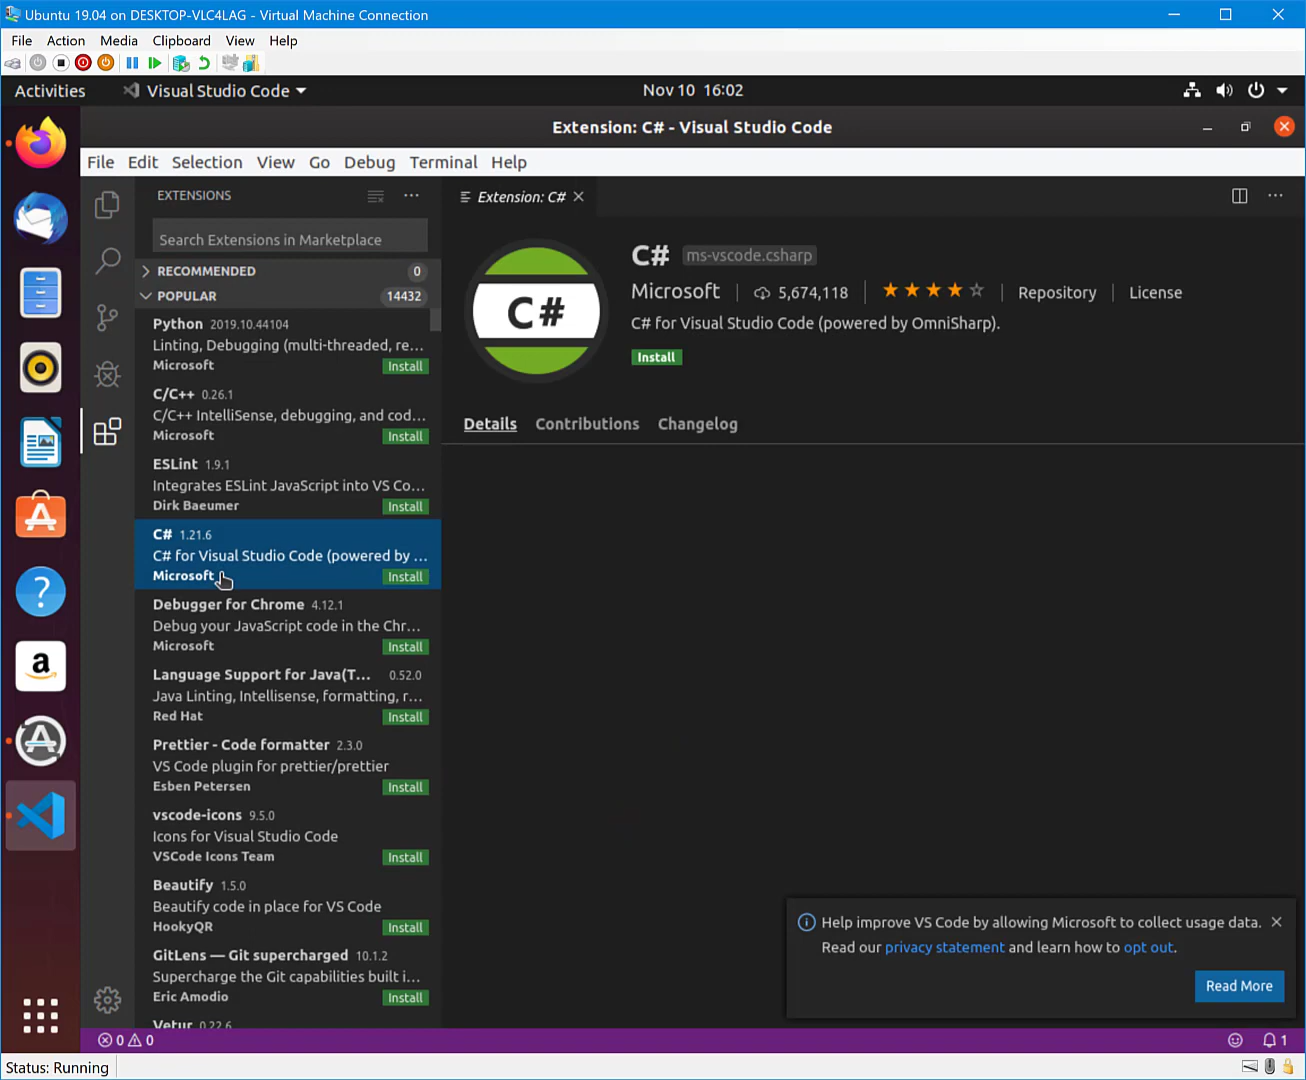 Ubuntu 19.04 on DESKTOP-VLC4LAG - Virtual Machine Connection
File Action Media Clipboard View Help
Activities Visual Studio Code Nov 10 16:02
Extension: C# - Visual Studio Code
File Edit Selection View Go Debug Terminal Help
EXTENSIONS
Search Extensions in Marketplace
RECOMMENDED 0
POPULAR 14432
Python 2019.10.44104
Linting, Debugging (multi-threaded, re...
Microsoft Install
C/C++ 0.26.1
C/C++ IntelliSense, debugging, and cod...
Microsoft Install
ESLint 1.9.1
Integrates ESLint JavaScript into VS Co...
Dirk Baeumer Install
C# 1.21.6
C# for Visual Studio Code (powered by ...
Microsoft Install
Debugger for Chrome 4.12.1
Debug your JavaScript code in the Chr...
Microsoft Install
Language Support for Java(T... 0.52.0
Java Linting, Intellisense, formatting, r...
Red Hat Install
Prettier - Code formatter 2.3.0
VS Code plugin for prettier/prettier
Esben Petersen Install
vscode-icons 9.5.0
Icons for Visual Studio Code
VSCode Icons Team Install
Beautify 1.5.0
Beautify code in place for VS Code
HookyQR Install
GitLens — Git supercharged 10.1.2
Supercharge the Git capabilities built i...
Eric Amodio Install
Vetur 0.22.6
Extension: C#
C#
C# ms-vscode.csharp
Microsoft 5,674,118 Repository License
C# for Visual Studio Code (powered by OmniSharp).
Install
Details Contributions Changelog
Help improve VS Code by allowing Microsoft to collect usage data.
Read our privacy statement and learn how to opt out.
Read More
0 0 1
Status: Running